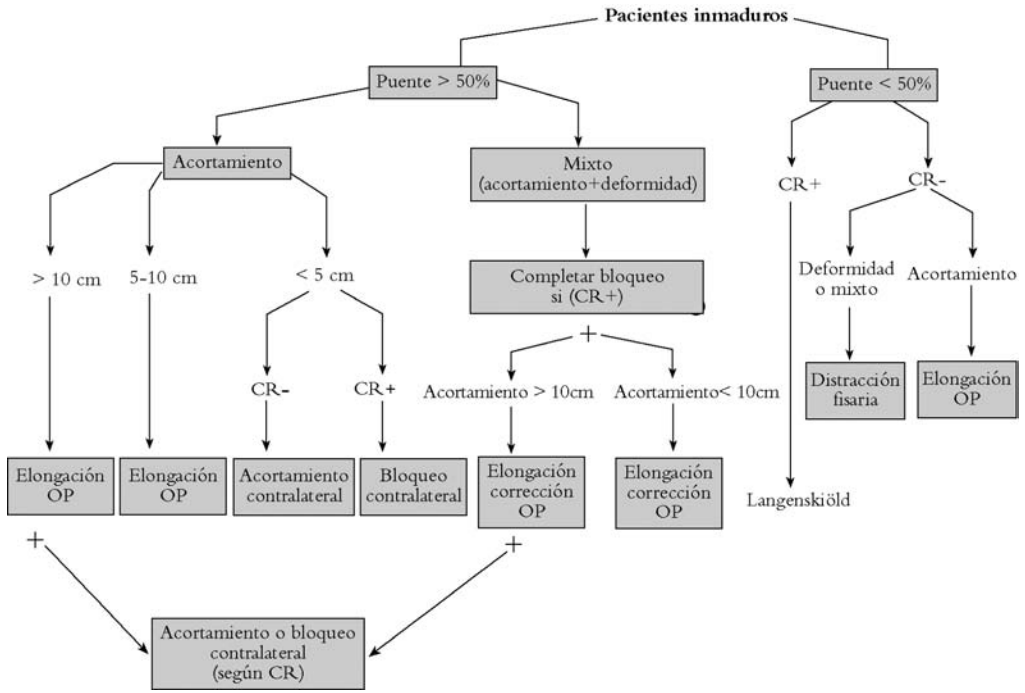 Pacientes inmaduros
Puente > 50%
Puente < 50%
Acortamiento
Mixto
(acortamiento+deformidad)
CR+
CR-
> 10 cm
5-10 cm
< 5 cm
Completar bloqueo
si (CR+)
Deformidad
o mixto
Acortamiento
+
CR-
CR+
Acortamiento > 10cm
Acortamiento< 10cm
Distracción
fisaria
Elongación
OP
Elongación
OP
Elongación
OP
Acortamiento
contralateral
Bloqueo
contralateral
Elongación
corrección
OP
Elongación
corrección
OP
Langenskiöld
+
+
Acortamiento o bloqueo
contralateral
(según CR)